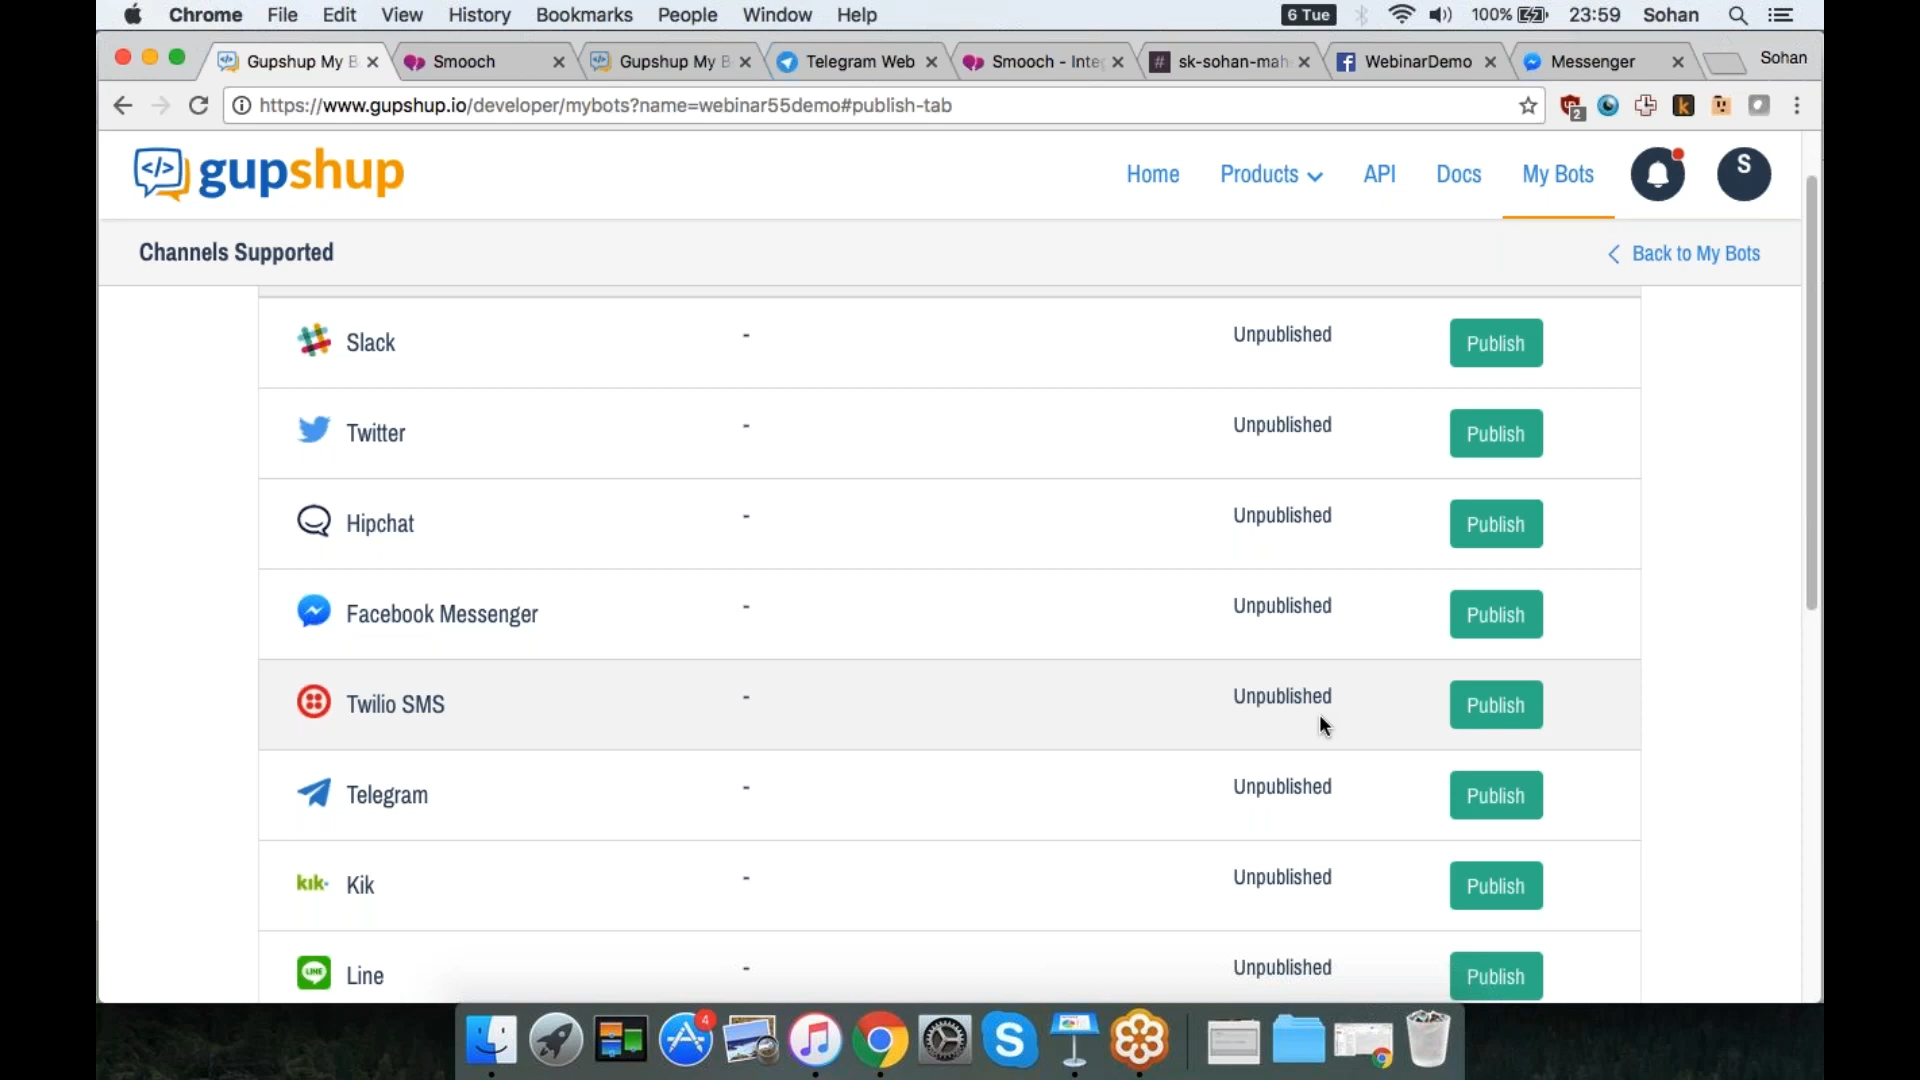 Chrome File Edit View History Bookmarks People Window Help 6 Tue 100% 23:59 Sohan
Gupshup My B Smooch Gupshup My B Telegram Web Smooch - Inte sk-sohan-mah WebinarDemo Messenger Sohan
https://www.gupshup.io/developer/mybots?name=webinar55demo#publish-tab 2 k
</> gupshup Home Products API Docs My Bots S
Channels Supported Back to My Bots
Slack - Unpublished Publish
Twitter - Unpublished Publish
Hipchat - Unpublished Publish
Facebook Messenger - Unpublished Publish
Twilio SMS - Unpublished Publish
Telegram - Unpublished Publish
kik Kik - Unpublished Publish
LINE Line - Unpublished Publish
4 S